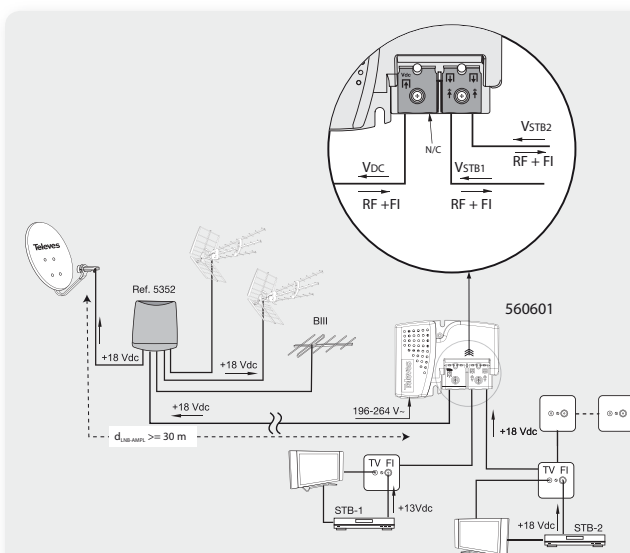 Vdc
N/C
VSTB2
RF + FI
VDC
RF +FI
VSTB1
RF + FI
Televes
Ref. 5352
560601
BIII
+18 Vdc
+18 Vdc
+18 Vdc
196-264 V~
Televes
+18 Vdc
dLNB-AMPL >= 30 m
TV FI
+13Vdc
STB-1
TV FI
+18 Vdc
STB-2